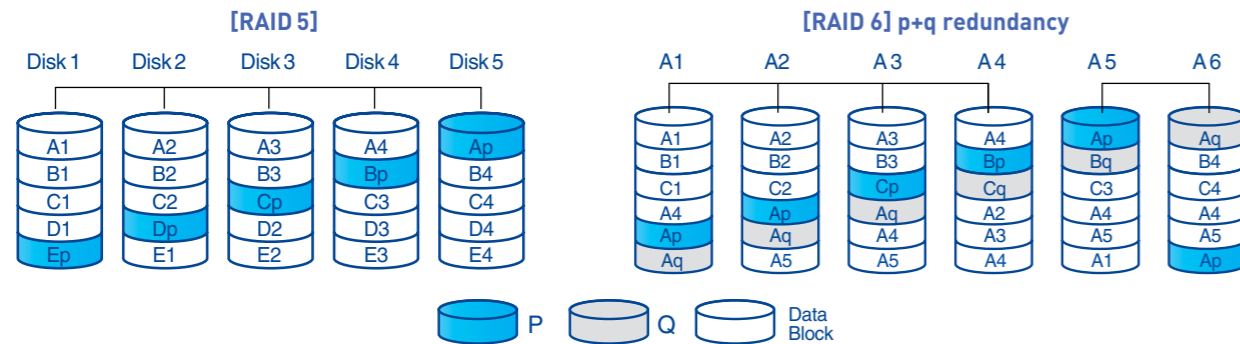 [RAID 5] [RAID 6] p+q redundancy
Disk 1 Disk 2 Disk 3 Disk 4 Disk 5 A1 A2 A 3 A 4 A 5 A 6
A1 A2 A3 A4 Ap A1 A2 A3 A4 Ap Aq
B1 B2 B3 Bp B4 B1 B2 B3 Bp Bq B4
C1 C2 Cp C3 C4 C1 C2 Cp Cq C3 C4
D1 Dp D2 D3 D4 A4 Ap Aq A2 A4 A4
Ep E1 E2 E3 E4 Ap Aq A4 A3 A5 A5
Aq A5 A5 A4 A1 Ap
P Q Data
Block